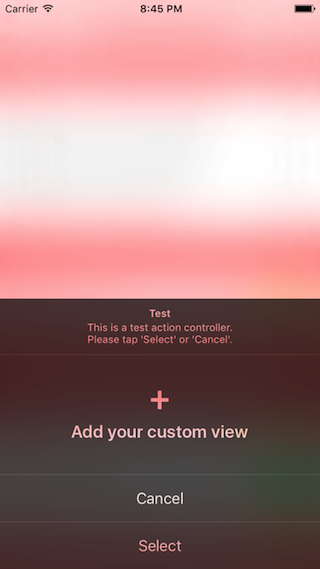 Carrier 8:45 PM
Test
This is a test action controller.
Please tap 'Select' or 'Cancel'.
+
Add your custom view
Cancel
Select